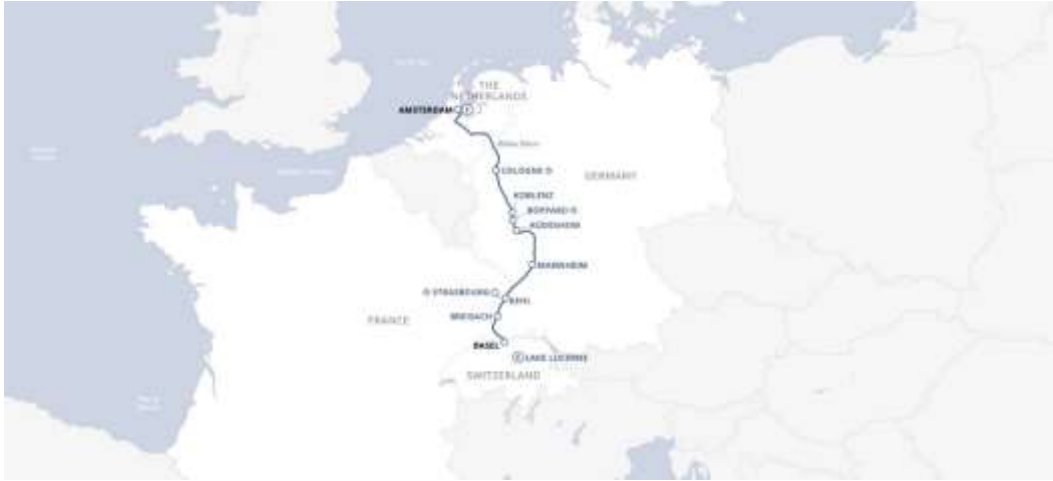 THE
NETHERLANDS
AMSTERDAM
COLOGNE
GERMANY
KOBLENZ
BOPPARD
RÜDESHEIM
MANNHEIM
STRASBOURG
KEHL
BREISACH
FRANCE
BASEL
LAKE LUCERNE
SWITZERLAND